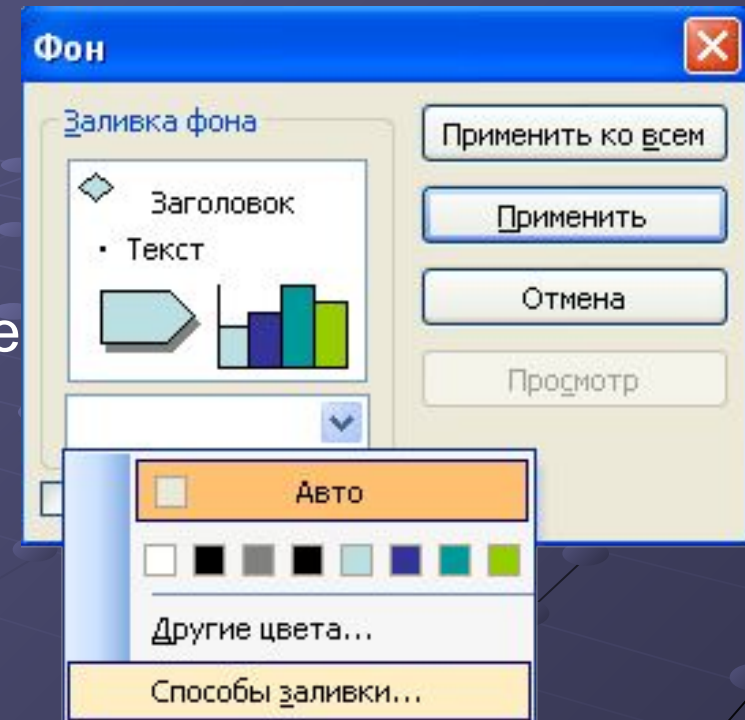 Фон
Заливка фона
Заголовок
• Текст
Применить ко всем
Применить
Отмена
Просмотр
е
Авто
Другие цвета...
Способы заливки...